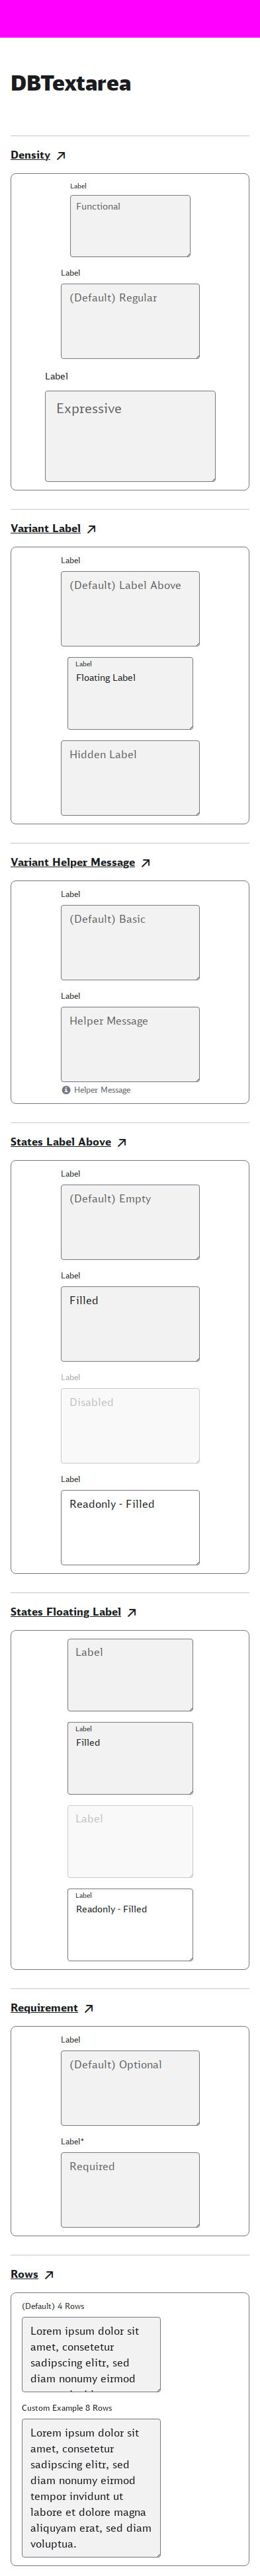 DBTextarea
Density
Label
Functional
Label
(Default) Regular
Label
Expressive
Variant Label
Label
(Default) Label Above
Label
Floating Label
Hidden Label
Variant Helper Message
Label
(Default) Basic
Label
Helper Message
Helper Message
States Label Above
Label
(Default) Empty
Label
Filled
Label
Disabled
Label
Readonly - Filled
States Floating Label
Label
Label
Filled
Label
Label
Readonly - Filled
Requirement
Label
(Default) Optional
Label*
Required
Rows
(Default) 4 Rows
Lorem ipsum dolor sit
amet, consetetur
sadipscing elitr, sed
diam nonumy eirmod
Custom Example 8 Rows
Lorem ipsum dolor sit
amet, consetetur
sadipscing elitr, sed
diam nonumy eirmod
tempor invidunt ut
labore et dolore magna
aliquyam erat, sed diam
voluptua.